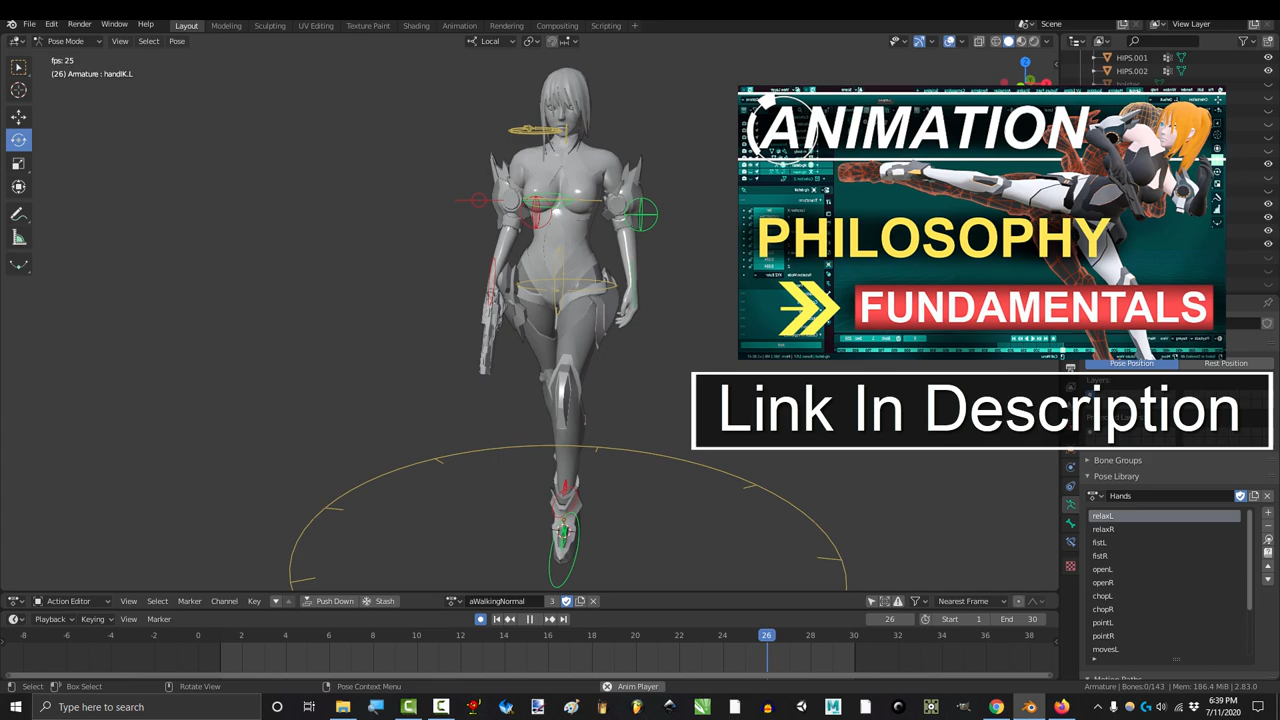 File Edit Render Window Help Layout Modeling Sculpting UV Editing Texture Paint Shading Animation Rendering Compositing Scripting + Scene View Layer
Pose Mode View Select Pose Local
fps: 25
(26) Armature : handIK.L
HIPS.001
HIPS.002
ANIMATION
PHILOSOPHY
FUNDAMENTALS
Pose Position Rest Position
Layers:
Link In Description
Bone Groups
Pose Library
Hands
relaxL
relaxR
fistL
fistR
openL
openR
chopL
chopR
pointL
pointR
movesL
Action Editor View Select Marker Channel Key Push Down Stash aWalkingNormal 3 Nearest Frame
Playback Keying View Marker 26 Start 1 End 30
-8 -6 -4 -2 0 2 4 6 8 10 12 14 16 18 20 22 24 26 28 30 32 34 36 38
Select Box Select Rotate View Pose Context Menu Anim Player Armature | Bones:0/143 | Mem: 186.4 MiB | 2.83.0
Type here to search
6:39 PM
7/11/2020